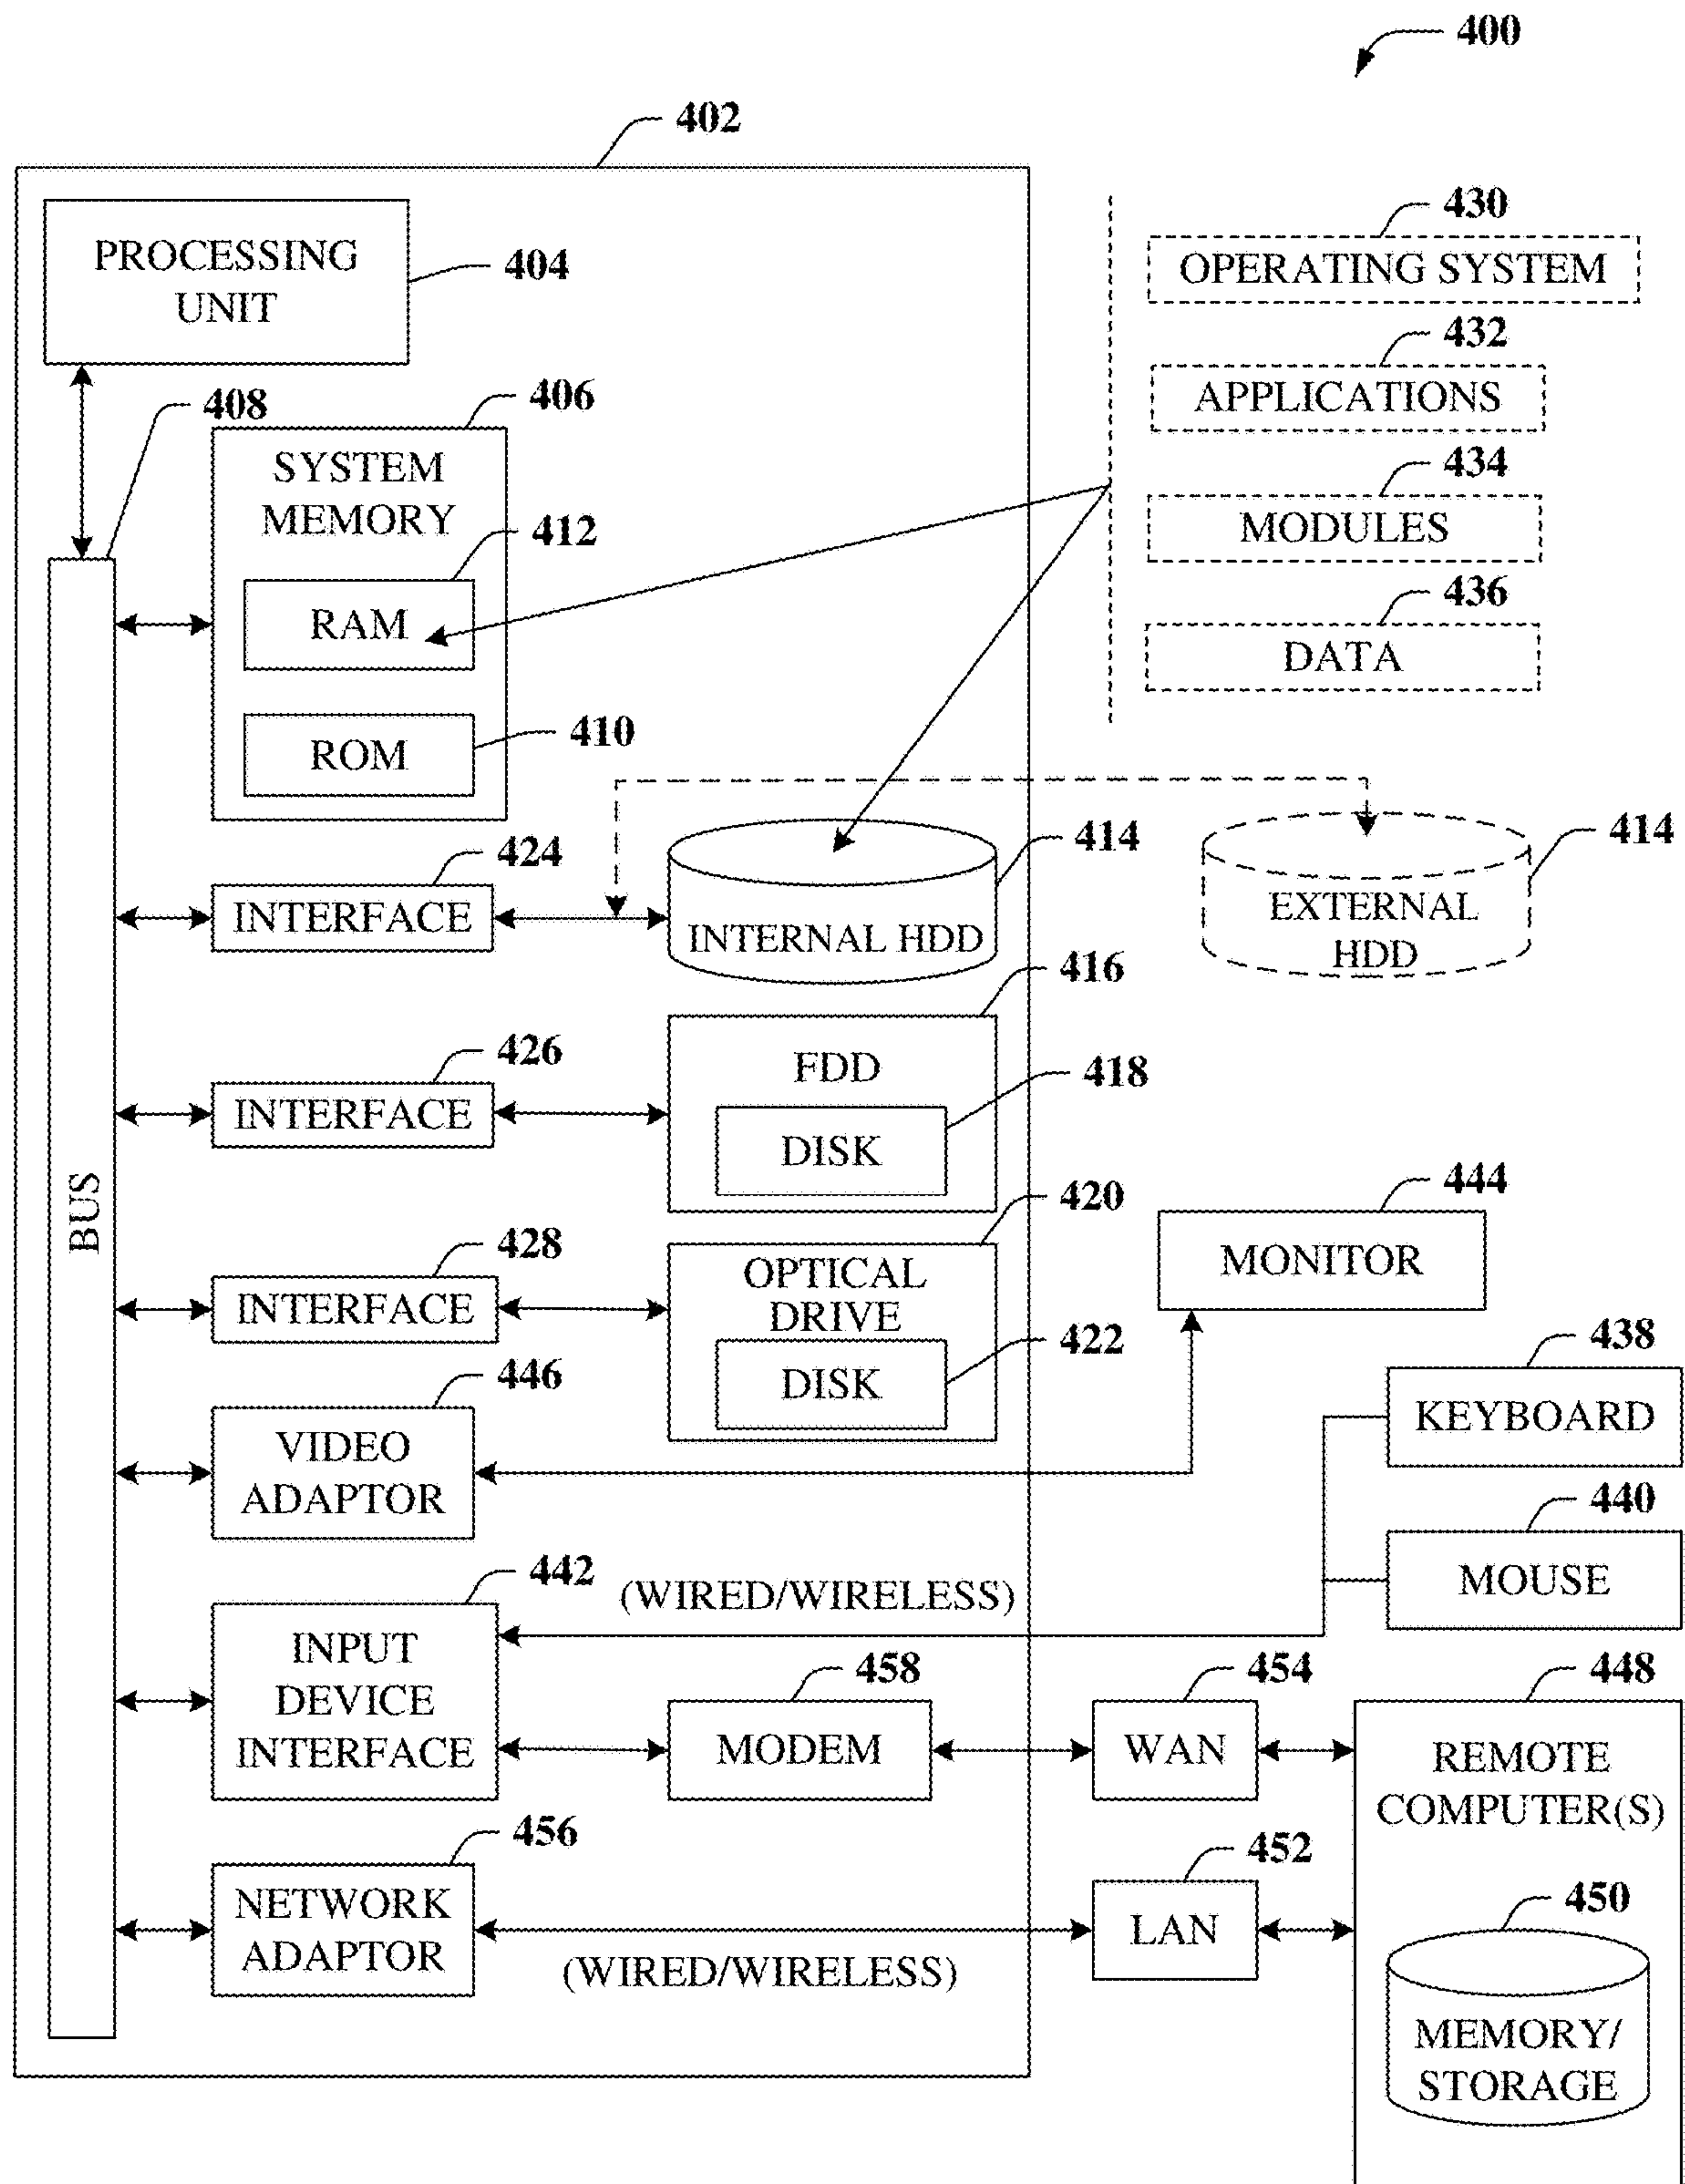 400
402
PROCESSING
UNIT
404
430
OPERATING SYSTEM
432
APPLICATIONS
434
MODULES
436
DATA
408
406
SYSTEM
MEMORY
412
RAM
410
ROM
BUS
424
INTERFACE
414
INTERNAL HDD
414
EXTERNAL
HDD
426
INTERFACE
416
FDD
418
DISK
428
INTERFACE
420
OPTICAL
DRIVE
422
DISK
444
MONITOR
446
VIDEO
ADAPTOR
438
KEYBOARD
440
MOUSE
442
INPUT
DEVICE
INTERFACE
(WIRED/WIRELESS)
458
MODEM
454
WAN
448
REMOTE
COMPUTER(S)
456
NETWORK
ADAPTOR
(WIRED/WIRELESS)
452
LAN
450
MEMORY/
STORAGE